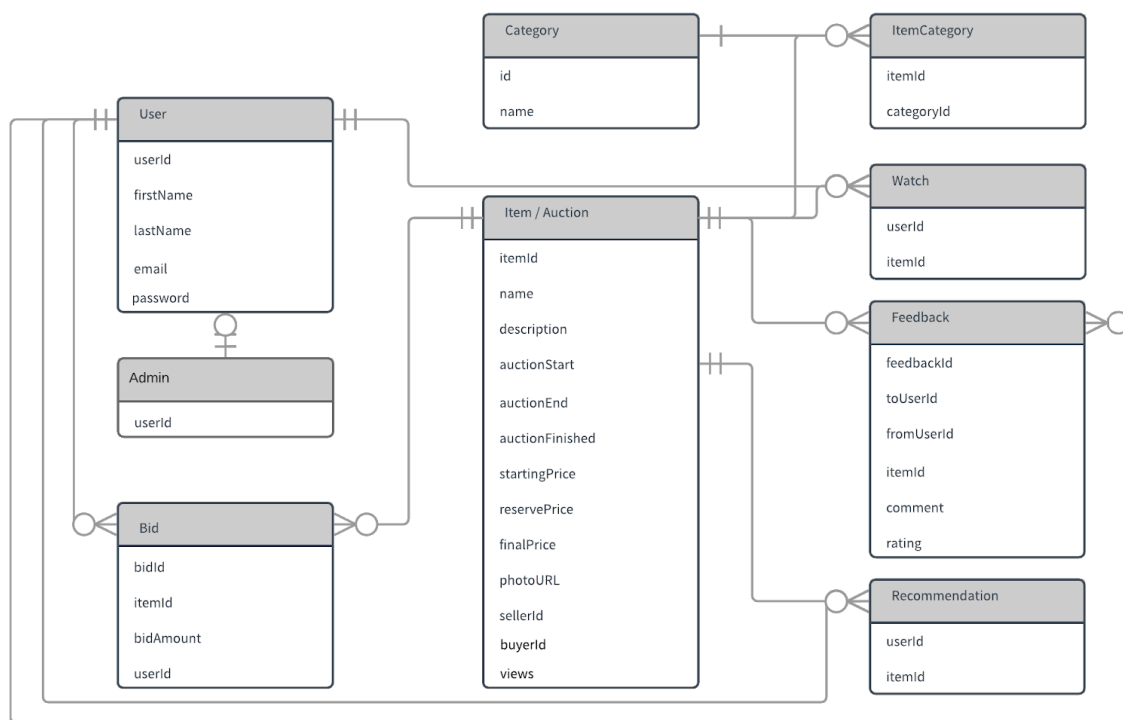 Category
id
name
ItemCategory
itemId
categoryId
User
userId
firstName
lastName
email
password
Watch
userId
itemId
Item / Auction
itemId
name
description
auctionStart
auctionEnd
auctionFinished
startingPrice
reservePrice
finalPrice
photoURL
sellerId
buyerId
views
Feedback
feedbackId
toUserId
fromUserId
itemId
comment
rating
Admin
userId
Bid
bidId
itemId
bidAmount
userId
Recommendation
userId
itemId